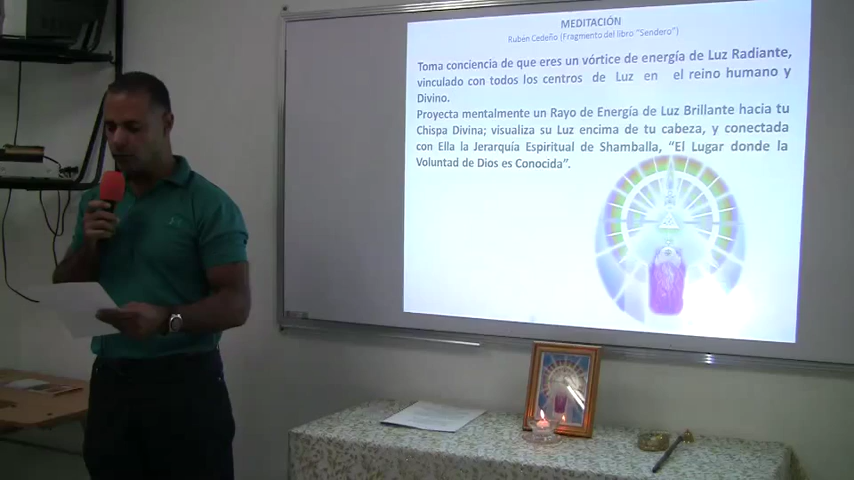 MEDITACIÓN
Rubén Cedeño (Fragmento del libro "Sendero")
Toma conciencia de que eres un vórtice de energía de Luz Radiante,
vinculado con todos los centros de Luz en el reino humano y
Divino.
Proyecta mentalmente un Rayo de Energía de Luz Brillante hacia tu
Chispa Divina; visualiza su Luz encima de tu cabeza, y conectada
con Ella la Jerarquía Espiritual de Shamballa, "El Lugar donde la
Voluntad de Dios es Conocida".